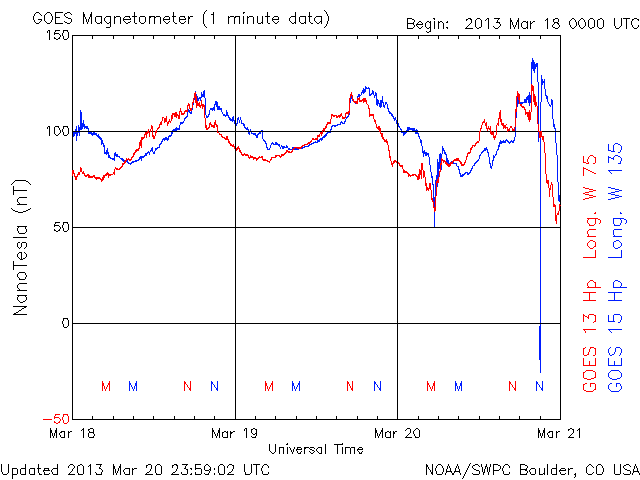 GOES Magnetometer (1 minute data)
Begin: 2013 Mar 18 0000 UTC
150
100
50
0
-50
NanoTesla (nT)
M M N N M M N N M M N N
Mar 18 Mar 19 Mar 20 Mar 21
Universal Time
GOES 13 Hp Long. W 75
GOES 15 Hp Long. W 135
Updated 2013 Mar 20 23:59:02 UTC
NOAA/SWPC Boulder, CO USA